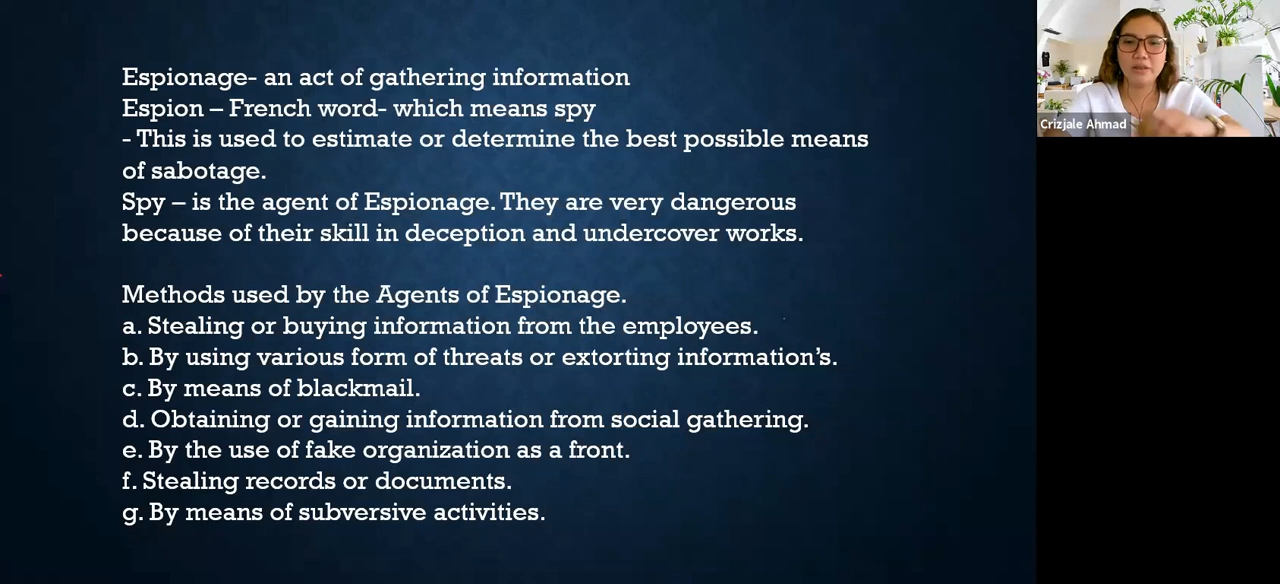 Espionage- an act of gathering information
Espion – French word- which means spy
- This is used to estimate or determine the best possible means
of sabotage.
Spy – is the agent of Espionage. They are very dangerous
because of their skill in deception and undercover works.
Methods used by the Agents of Espionage.
a. Stealing or buying information from the employees.
b. By using various form of threats or extorting information's.
c. By means of blackmail.
d. Obtaining or gaining information from social gathering.
e. By the use of fake organization as a front.
f. Stealing records or documents.
g. By means of subversive activities.
Crizjale Ahmad